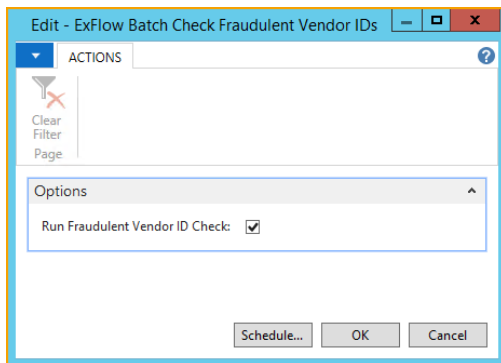 Edit - ExFlow Batch Check Fraudulent Vendor IDs
ACTIONS
Clear
Filter
Page
Options
Run Fraudulent Vendor ID Check:
Schedule... OK Cancel